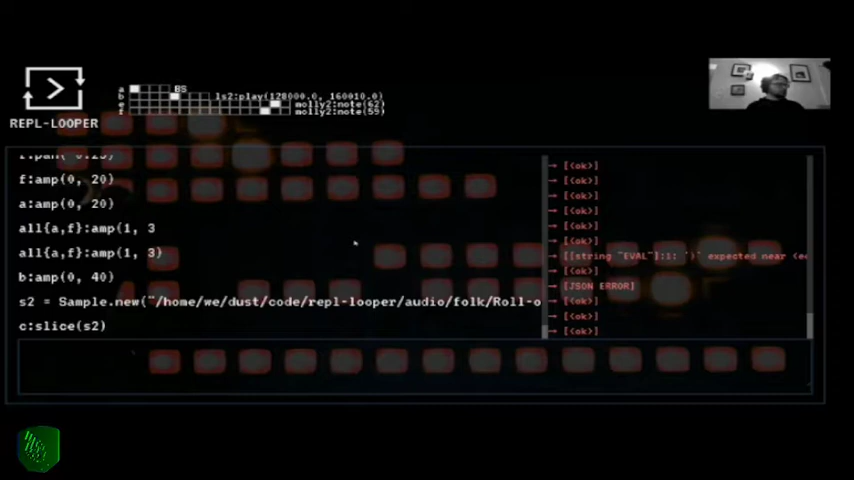 a
BS
b
ls2:play(128000.0, 160010.0)
e
molly2:note(62)
molly2:note(59)
REPL-LOOPER
f:amp(0, 20)
a:amp(0, 20)
all{a,f}:amp(1, 3
all{a,f}:amp(1, 3)
b:amp(0, 40)
s2 = Sample.new("/home/we/dust/code/repl-looper/audio/folk/Roll-o
c:slice(s2)
[<ok>]
[<ok>]
[<ok>]
[<ok>]
[<ok>]
[<ok>]
[[string "EVAL"]:1: ')' expected near
[<ok>]
[JSON ERROR]
[<ok>]
[<ok>]
[<ok>]